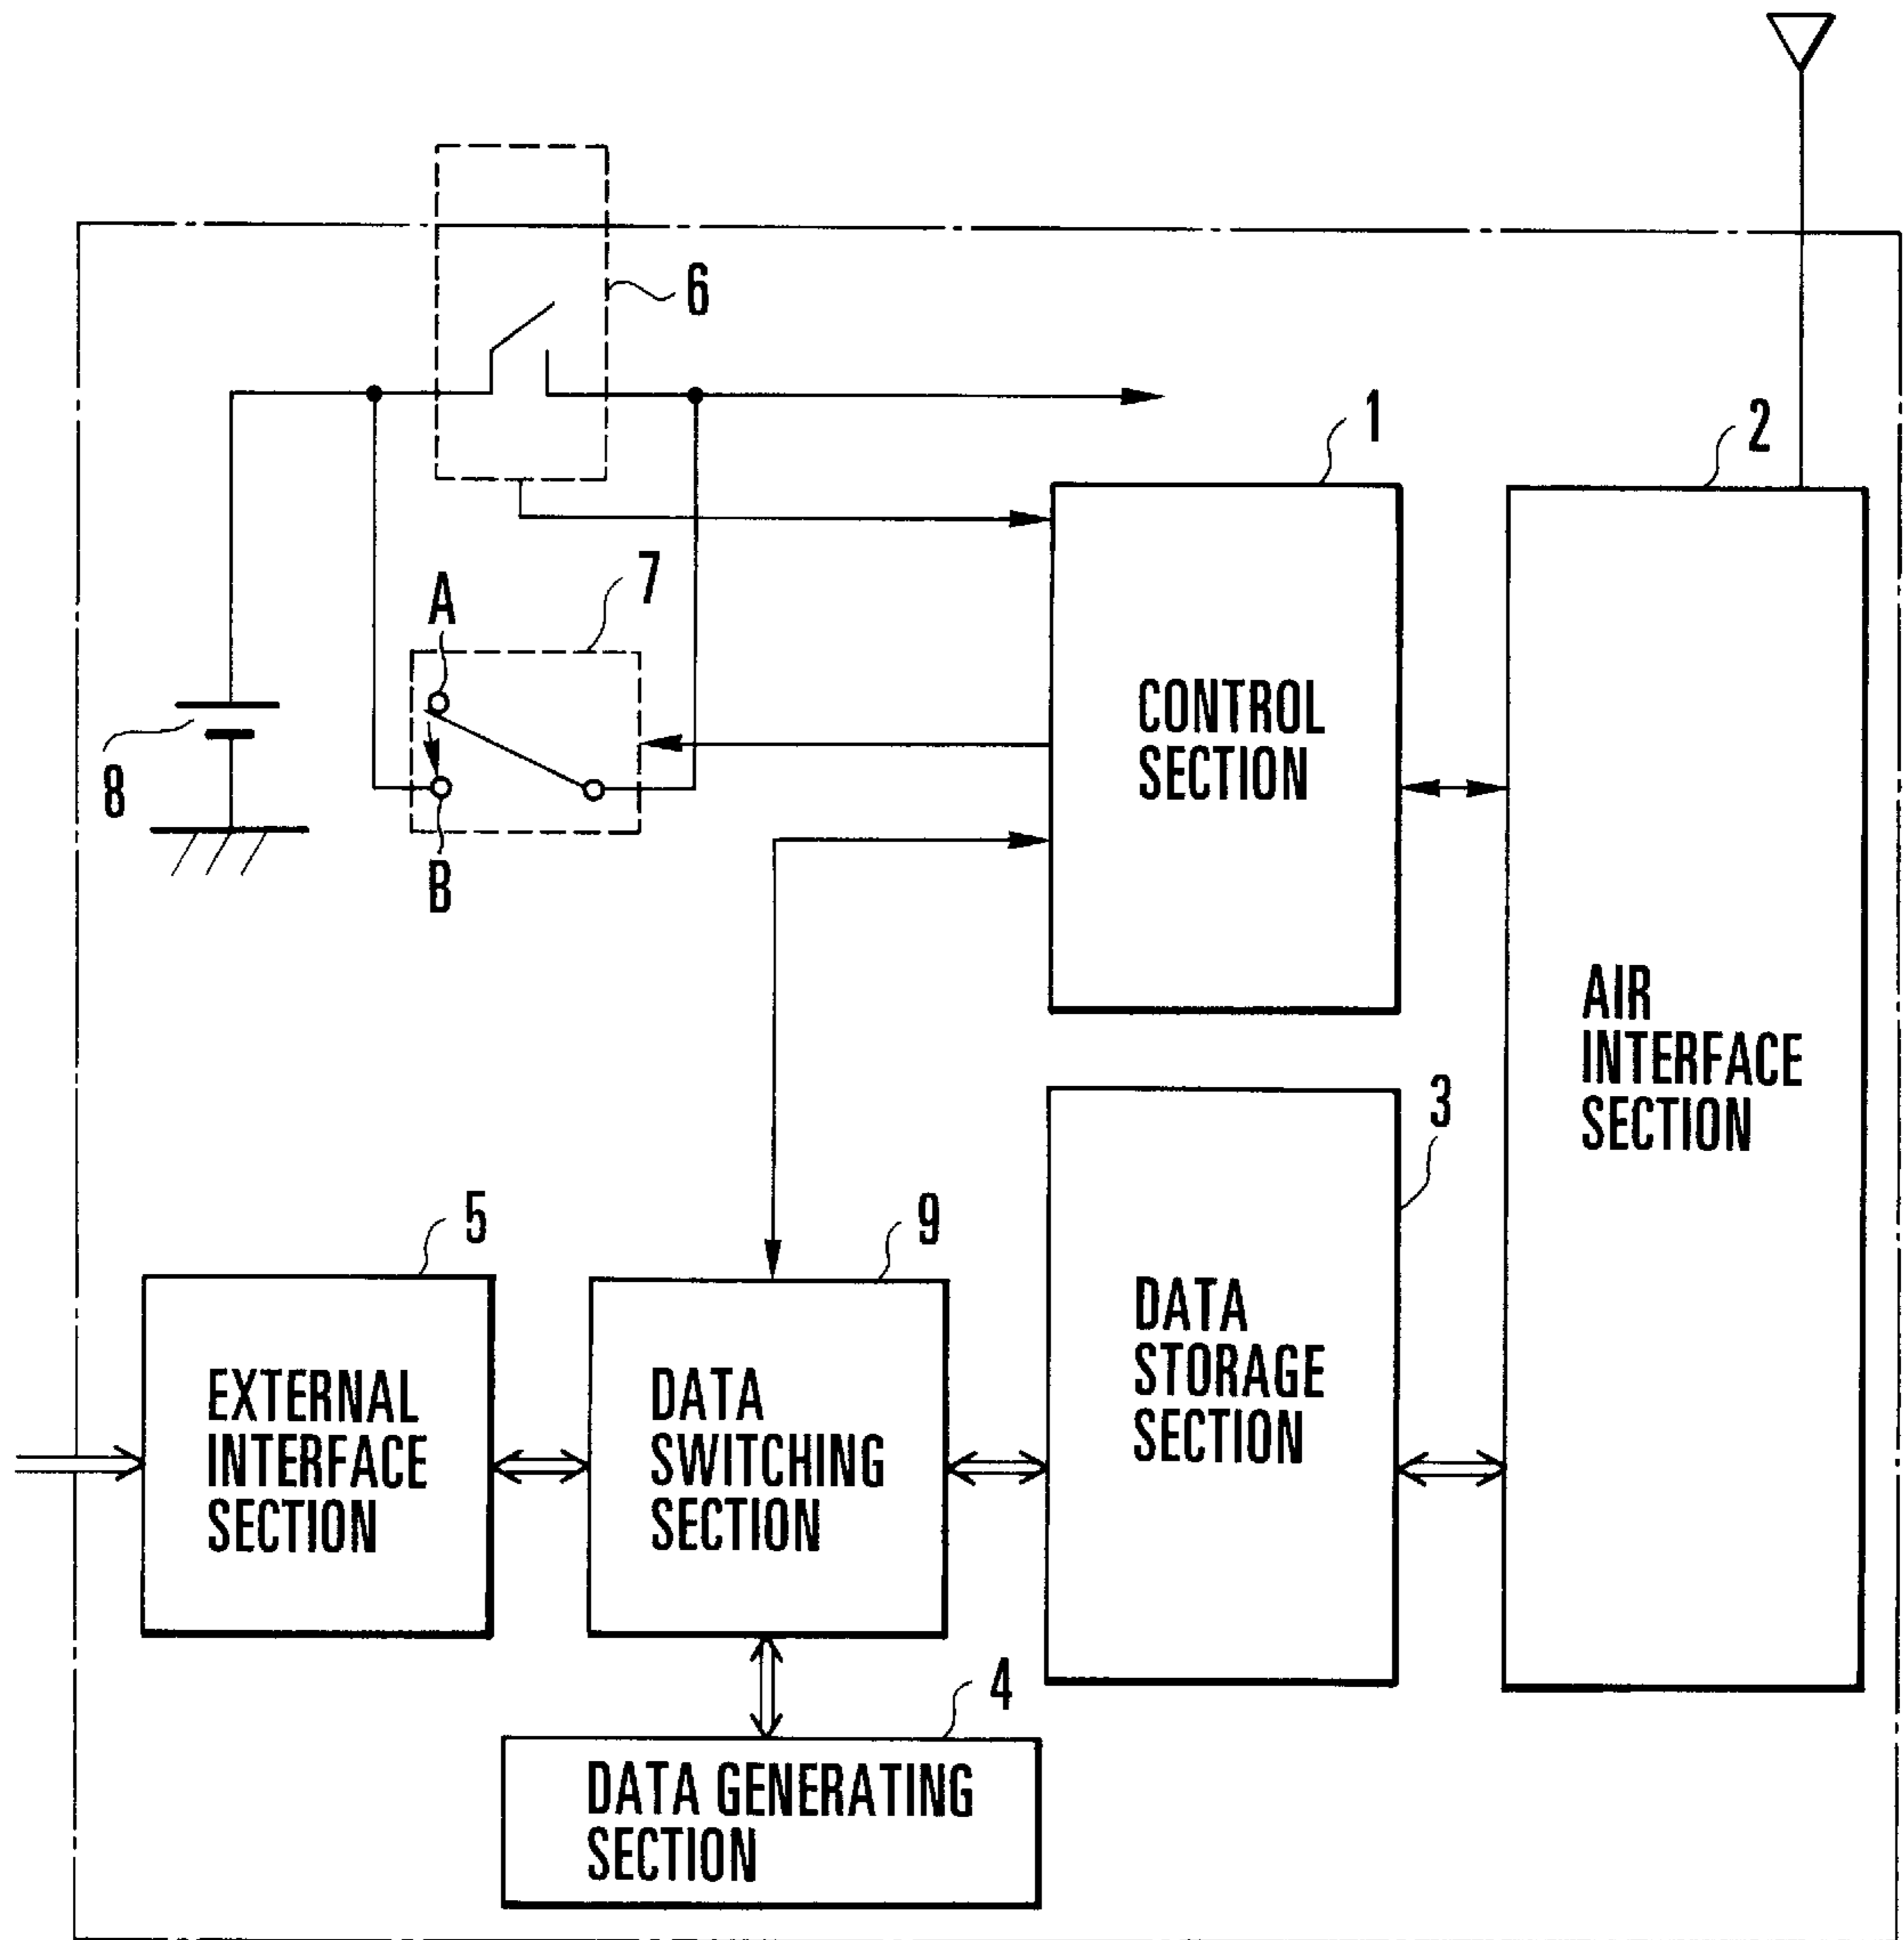 6
1
2
A
7
8
B
CONTROL
SECTION
AIR
INTERFACE
SECTION
3
5
9
EXTERNAL
INTERFACE
SECTION
DATA
SWITCHING
SECTION
DATA
STORAGE
SECTION
4
DATA GENERATING
SECTION